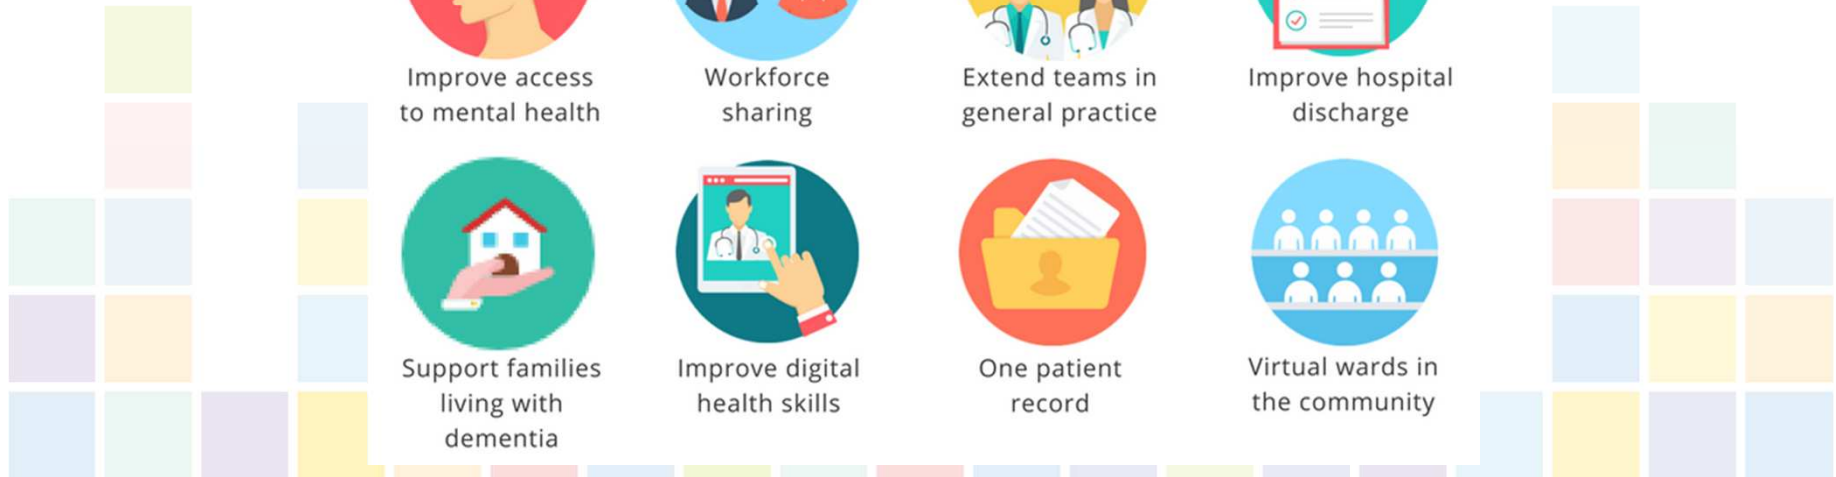 Improve access
to mental health
Workforce
sharing
Extend teams in
general practice
Improve hospital
discharge
Support families
living with
dementia
Improve digital
health skills
One patient
record
Virtual wards in
the community